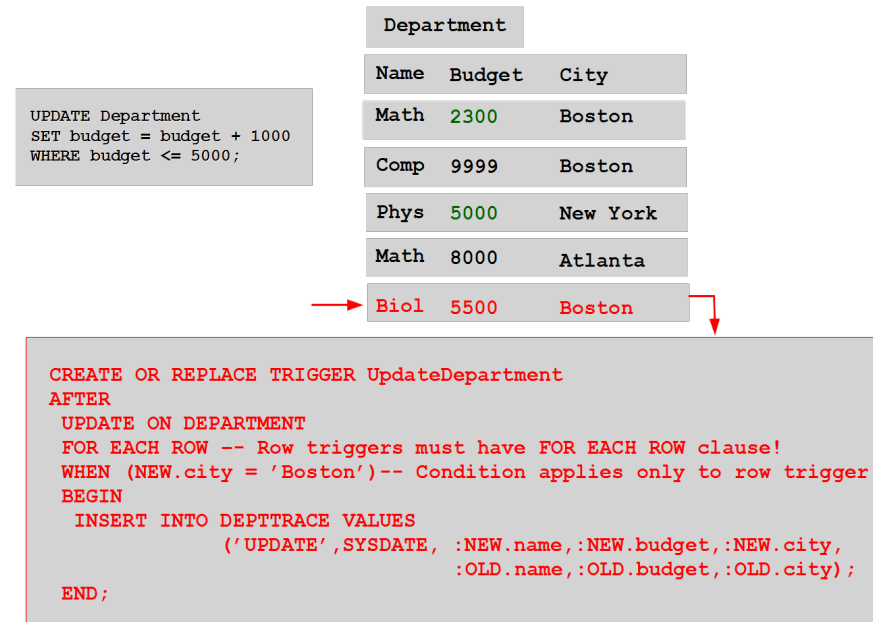 Department
Name Budget City
UPDATE Department
SET budget = budget + 1000
WHERE budget <= 5000;
Math 2300 Boston
Comp 9999 Boston
Phys 5000 New York
Math 8000 Atlanta
Biol 5500 Boston
CREATE OR REPLACE TRIGGER UpdateDepartment
AFTER
UPDATE ON DEPARTMENT
FOR EACH ROW -- Row triggers must have FOR EACH ROW clause!
WHEN (NEW.city = 'Boston')-- Condition applies only to row trigger
BEGIN
INSERT INTO DEPTTRACE VALUES
('UPDATE',SYSDATE, :NEW.name,:NEW.budget,:NEW.city,
:OLD.name,:OLD.budget,:OLD.city);
END;